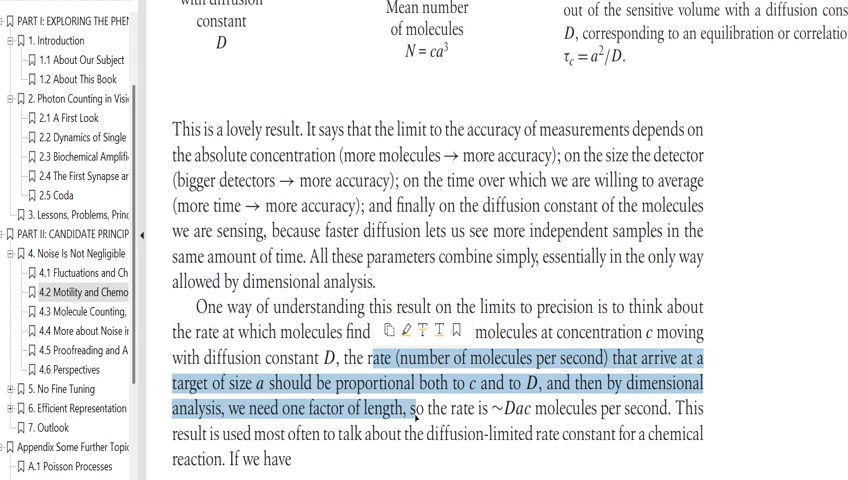 PART I: EXPLORING THE PHEN
1. Introduction
1.1 About Our Subject
1.2 About This Book
2. Photon Counting in Visi
2.1 A First Look
2.2 Dynamics of Single
2.3 Biochemical Amplifi
2.4 The First Synapse an
2.5 Coda
3. Lessons, Problems, Princ
PART II: CANDIDATE PRINCIP
4. Noise Is Not Negligible
4.1 Fluctuations and Ch
4.2 Motility and Chemo
4.3 Molecule Counting,
4.4 More about Noise in
4.5 Proofreading and A
4.6 Perspectives
5. No Fine Tuning
6. Efficient Representation
7. Outlook
Appendix Some Further Topic
A.1 Poisson Processes
with diffusion
constant
D
Mean number
of molecules
N = ca³
out of the sensitive volume with a diffusion cons
D, corresponding to an equilibration or correlatio
τc = a²/D.
This is a lovely result. It says that the limit to the accuracy of measurements depends on
the absolute concentration (more molecules → more accuracy); on the size the detector
(bigger detectors → more accuracy); on the time over which we are willing to average
(more time → more accuracy); and finally on the diffusion constant of the molecules
we are sensing, because faster diffusion lets us see more independent samples in the
same amount of time. All these parameters combine simply, essentially in the only way
allowed by dimensional analysis.
One way of understanding this result on the limits to precision is to think about
the rate at which molecules find molecules at concentration c moving
with diffusion constant D, the rate (number of molecules per second) that arrive at a
target of size a should be proportional both to c and to D, and then by dimensional
analysis, we need one factor of length, so the rate is ~Dac molecules per second. This
result is used most often to talk about the diffusion-limited rate constant for a chemical
reaction. If we have